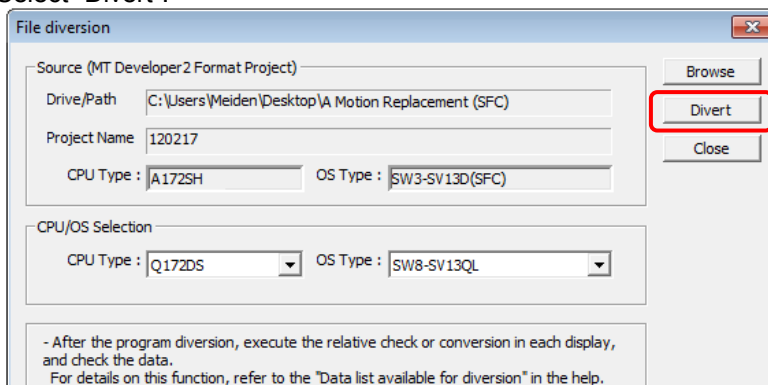 Select "Divert".
File diversion
Source (MT Developer2 Format Project)
Browse
Drive/Path C:\Users\Meiden\Desktop\A Motion Replacement (SFC)
Divert
Project Name 120217
Close
CPU Type : A172SH OS Type : SW3-SV13D(SFC)
CPU/OS Selection
CPU Type : Q172DS OS Type : SW8-SV13QL
- After the program diversion, execute the relative check or conversion in each display,
and check the data.
For details on this function, refer to the "Data list available for diversion" in the help.